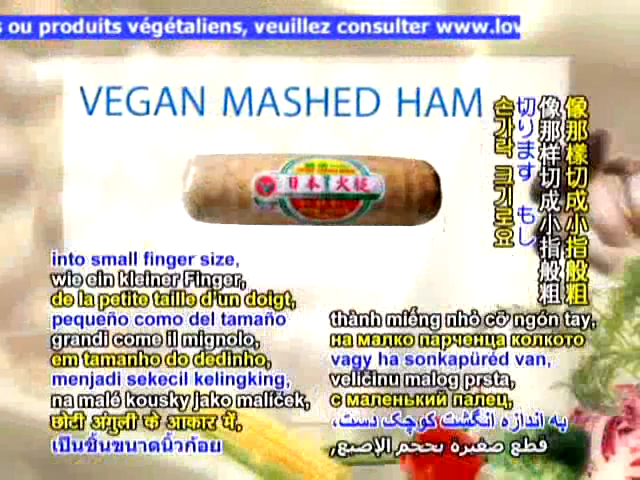 s ou produits végétaliens, veuillez consulter www.lov
VEGAN MASHED HAM
日本火腿
像那樣切成小指般粗
像那样切成小指般粗
切ります もし
손가락 크기로요
into small finger size,
wie ein kleiner Finger,
de la petite taille d'un doigt,
pequeño como del tamaño
grandi come il mignolo,
em tamanho do dedinho,
menjadi sekecil kelingking,
na malé kousky jako malíček,
छोटी अंगुली के आकार में,
เป็นชิ้นขนาดนิ้วก้อย
thành miếng nhỏ cỡ ngón tay,
на малко парченца колкото
vagy ha sonkapüréd van,
veličinu malog prsta,
с маленький палец,
به اندازه انگشت کوچک دست،
قطع صغيرة بحجم الإصبع,